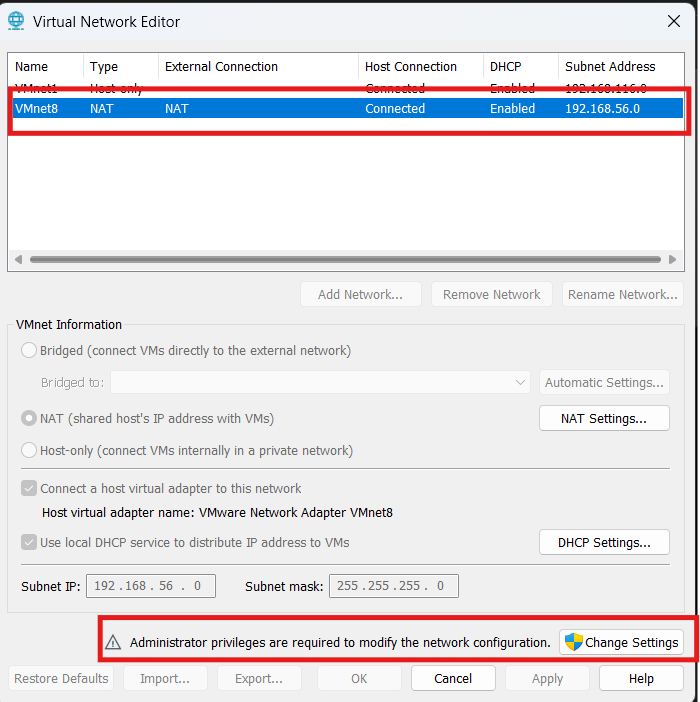 Virtual Network Editor
Name Type External Connection Host Connection DHCP Subnet Address
VMnet1 Host-only Connected Enabled 192.168.116.0
VMnet8 NAT NAT Connected Enabled 192.168.56.0
Add Network... Remove Network Rename Network...
VMnet Information
Bridged (connect VMs directly to the external network)
Bridged to: Automatic Settings...
NAT (shared host's IP address with VMs) NAT Settings...
Host-only (connect VMs internally in a private network)
Connect a host virtual adapter to this network
Host virtual adapter name: VMware Network Adapter VMnet8
Use local DHCP service to distribute IP address to VMs DHCP Settings...
Subnet IP: 192 . 168 . 56 . 0 Subnet mask: 255 . 255 . 255 . 0
Administrator privileges are required to modify the network configuration. Change Settings
Restore Defaults Import... Export... OK Cancel Apply Help